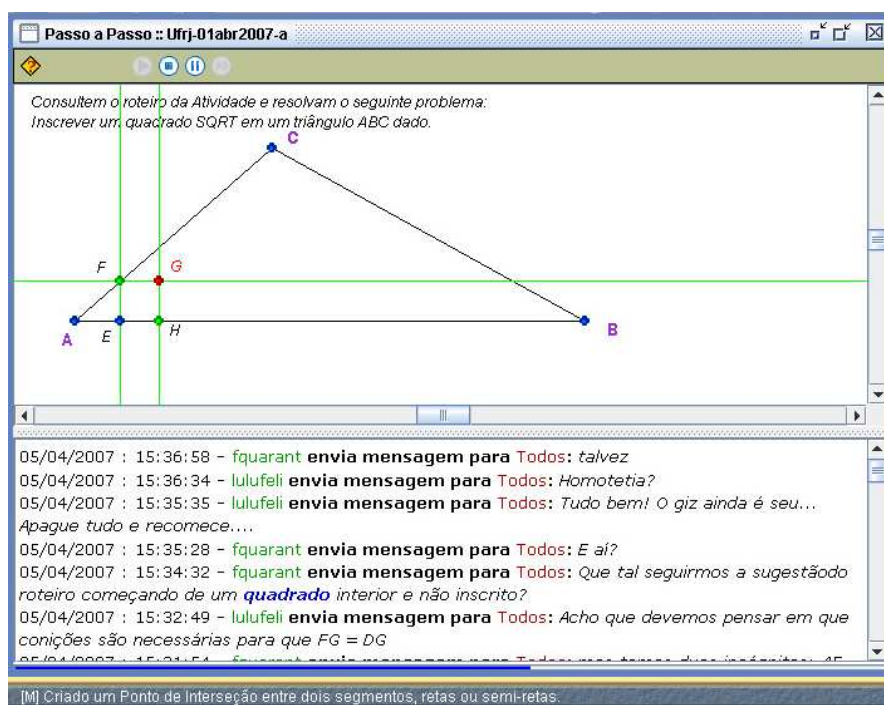 Passo a Passo :: Ufrj-01abr2007-a
Consultem o roteiro da Atividade e resolvam o seguinte problema:
Inscrever um quadrado SQRT em um triângulo ABC dado.
C
F
G
A
E
H
B
05/04/2007 : 15:36:58 - fquarant envia mensagem para Todos: talvez
05/04/2007 : 15:36:34 - lulufeli envia mensagem para Todos: Homotetia?
05/04/2007 : 15:35:35 - lulufeli envia mensagem para Todos: Tudo bem! O giz ainda é seu...
Apague tudo e recomece....
05/04/2007 : 15:35:28 - fquarant envia mensagem para Todos: E aí?
05/04/2007 : 15:34:32 - fquarant envia mensagem para Todos: Que tal seguirmos a sugestãodo
roteiro começando de um quadrado interior e não inscrito?
05/04/2007 : 15:32:49 - lulufeli envia mensagem para Todos: Acho que devemos pensar em que
conições são necessárias para que FG = DG
[M] Criado um Ponto de Interseção entre dois segmentos, retas ou semi-retas.